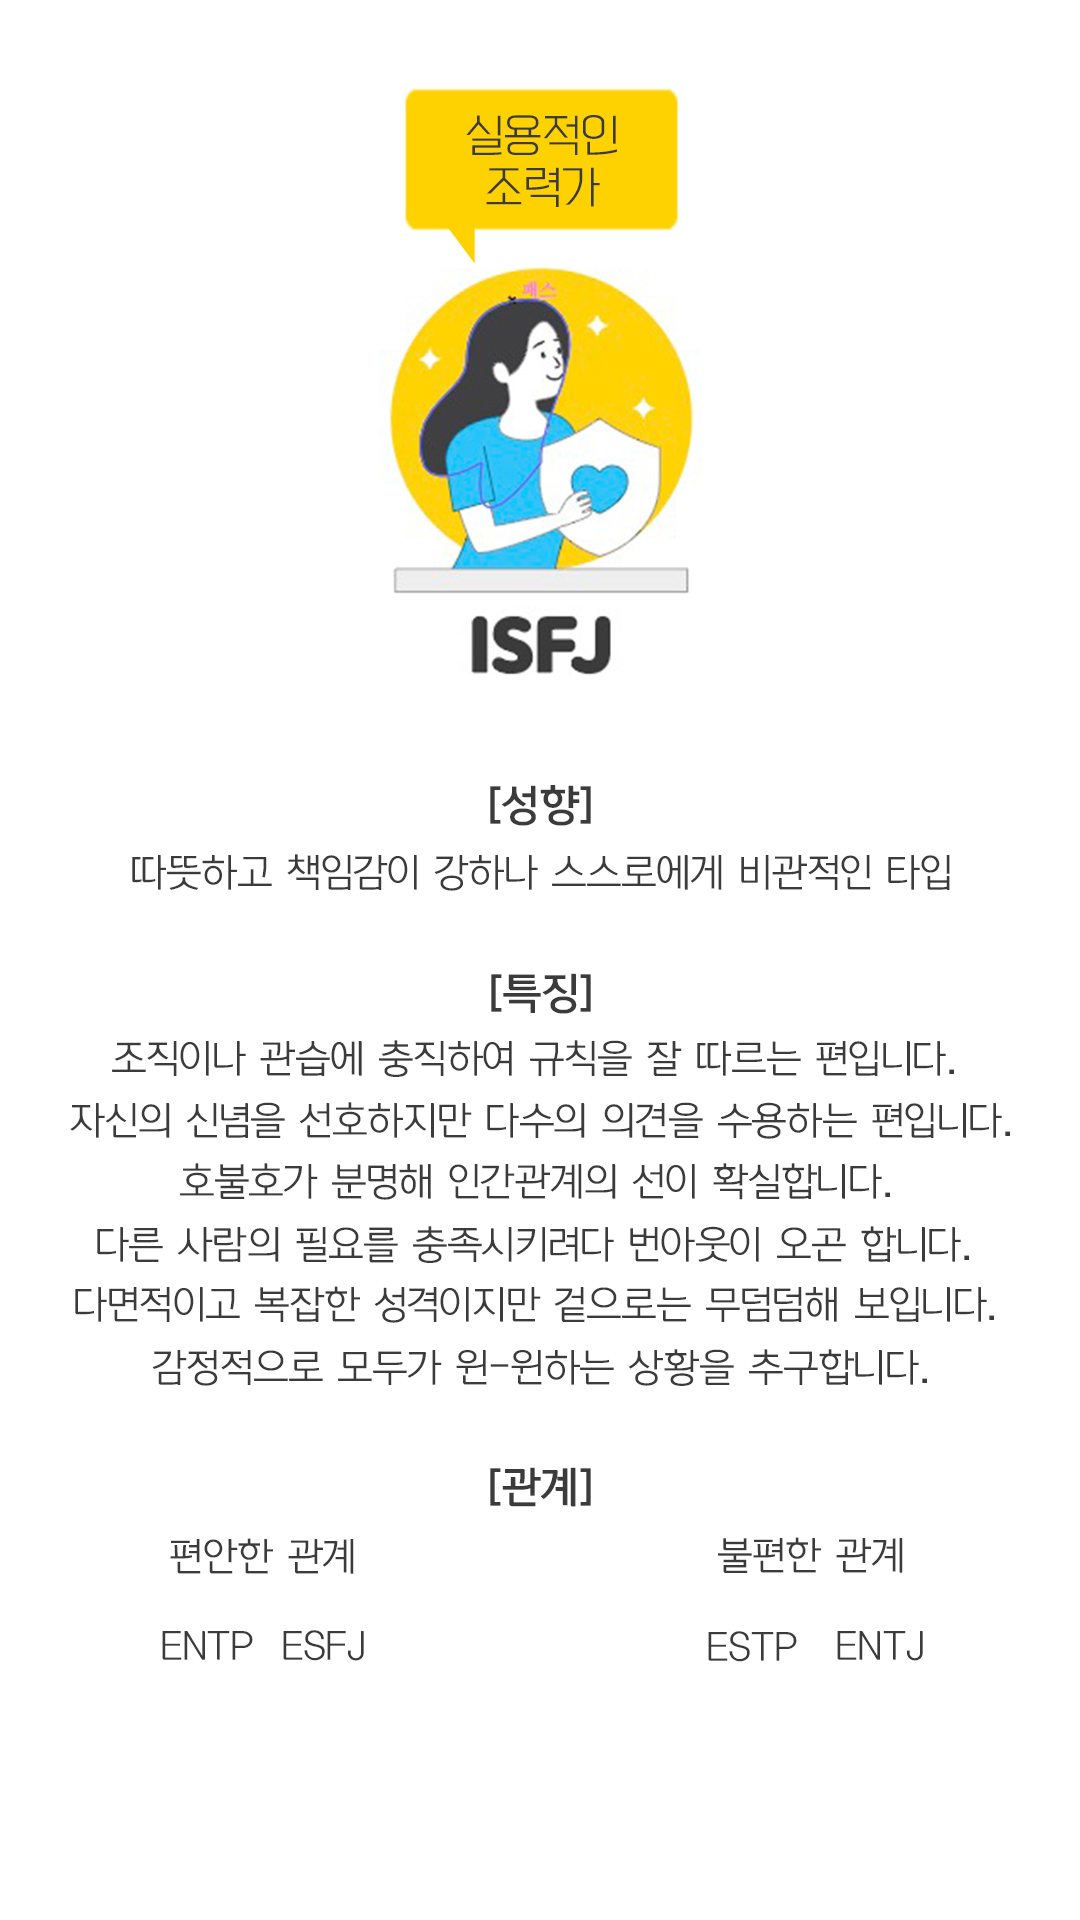 실용적인
조력가
패스
ISFJ
[성향]
따뜻하고 책임감이 강하나 스스로에게 비관적인 타입
[특징]
조직이나 관습에 충직하여 규칙을 잘 따르는 편입니다.
자신의 신념을 선호하지만 다수의 의견을 수용하는 편입니다.
호불호가 분명해 인간관계의 선이 확실합니다.
다른 사람의 필요를 충족시키려다 번아웃이 오곤 합니다.
다면적이고 복잡한 성격이지만 겉으로는 무덤덤해 보입니다.
감정적으로 모두가 윈-윈하는 상황을 추구합니다.
[관계]
편안한 관계 불편한 관계
ENTP ESFJ ESTP ENTJ